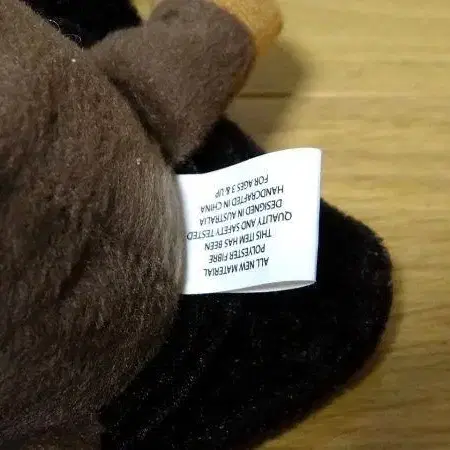 ALL NEW MATERIAL
POLYESTER FIBRE
THIS ITEM HAS BEEN
QUALITY AND SAFETY TESTED
DESIGNED IN AUSTRALIA
HANDCRAFTED IN CHINA
FOR AGES 3 & UP